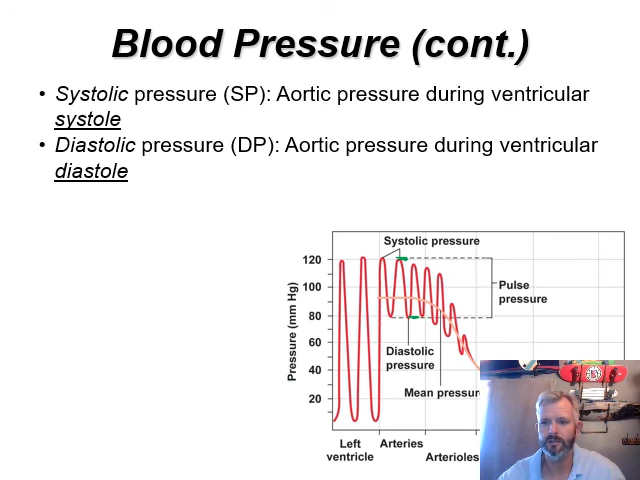 Blood Pressure (cont.)
• Systolic pressure (SP): Aortic pressure during ventricular
systole
• Diastolic pressure (DP): Aortic pressure during ventricular
diastole
Systolic pressure
120
100
80
60
40
20
Pressure (mm Hg)
Pulse
pressure
Diastolic
pressure
Mean
Left
ventricle
Arteries
Arterioles